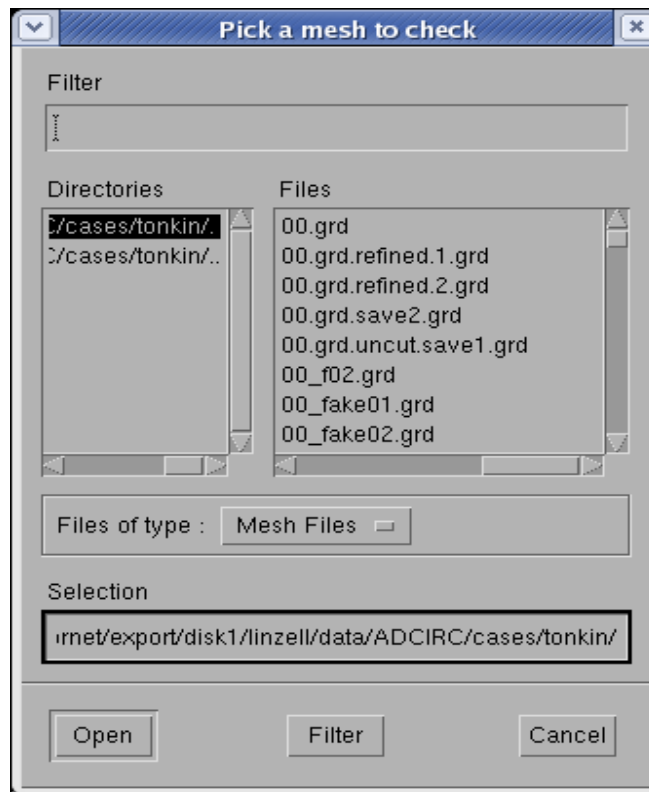 Pick a mesh to check
Filter
Directories
Files
C/cases/tonkin/.
C/cases/tonkin/..
00.grd
00.grd.refined.1.grd
00.grd.refined.2.grd
00.grd.save2.grd
00.grd.uncut.save1.grd
00_f02.grd
00_fake01.grd
00_fake02.grd
Files of type :
Mesh Files
Selection
rnet/export/disk1/linzell/data/ADCIRC/cases/tonkin/
Open
Filter
Cancel